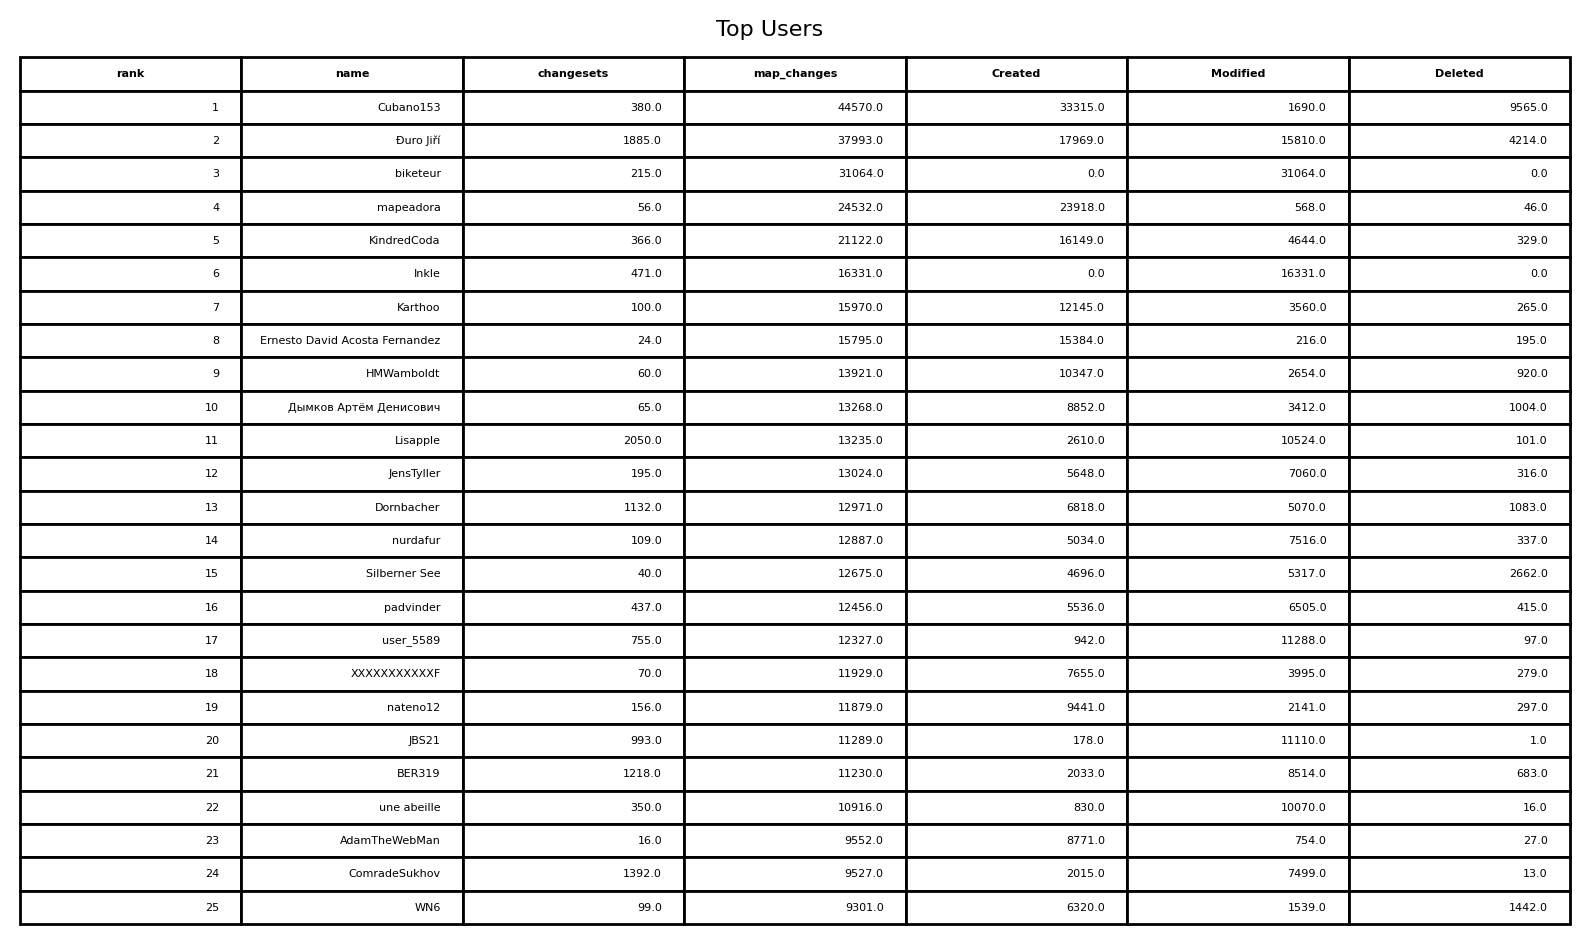 Top Users
rank name changesets map_changes Created Modified Deleted
1 Cubano153 380.0 44570.0 33315.0 1690.0 9565.0
2 Đuro Jiří 1885.0 37993.0 17969.0 15810.0 4214.0
3 biketeur 215.0 31064.0 0.0 31064.0 0.0
4 mapeadora 56.0 24532.0 23918.0 568.0 46.0
5 KindredCoda 366.0 21122.0 16149.0 4644.0 329.0
6 Inkle 471.0 16331.0 0.0 16331.0 0.0
7 Karthoo 100.0 15970.0 12145.0 3560.0 265.0
8 Ernesto David Acosta Fernandez 24.0 15795.0 15384.0 216.0 195.0
9 HMWamboldt 60.0 13921.0 10347.0 2654.0 920.0
10 Дымков Артём Денисович 65.0 13268.0 8852.0 3412.0 1004.0
11 Lisapple 2050.0 13235.0 2610.0 10524.0 101.0
12 JensTyller 195.0 13024.0 5648.0 7060.0 316.0
13 Dornbacher 1132.0 12971.0 6818.0 5070.0 1083.0
14 nurdafur 109.0 12887.0 5034.0 7516.0 337.0
15 Silberner See 40.0 12675.0 4696.0 5317.0 2662.0
16 padvinder 437.0 12456.0 5536.0 6505.0 415.0
17 user_5589 755.0 12327.0 942.0 11288.0 97.0
18 XXXXXXXXXXXF 70.0 11929.0 7655.0 3995.0 279.0
19 nateno12 156.0 11879.0 9441.0 2141.0 297.0
20 JBS21 993.0 11289.0 178.0 11110.0 1.0
21 BER319 1218.0 11230.0 2033.0 8514.0 683.0
22 une abeille 350.0 10916.0 830.0 10070.0 16.0
23 AdamTheWebMan 16.0 9552.0 8771.0 754.0 27.0
24 ComradeSukhov 1392.0 9527.0 2015.0 7499.0 13.0
25 WN6 99.0 9301.0 6320.0 1539.0 1442.0